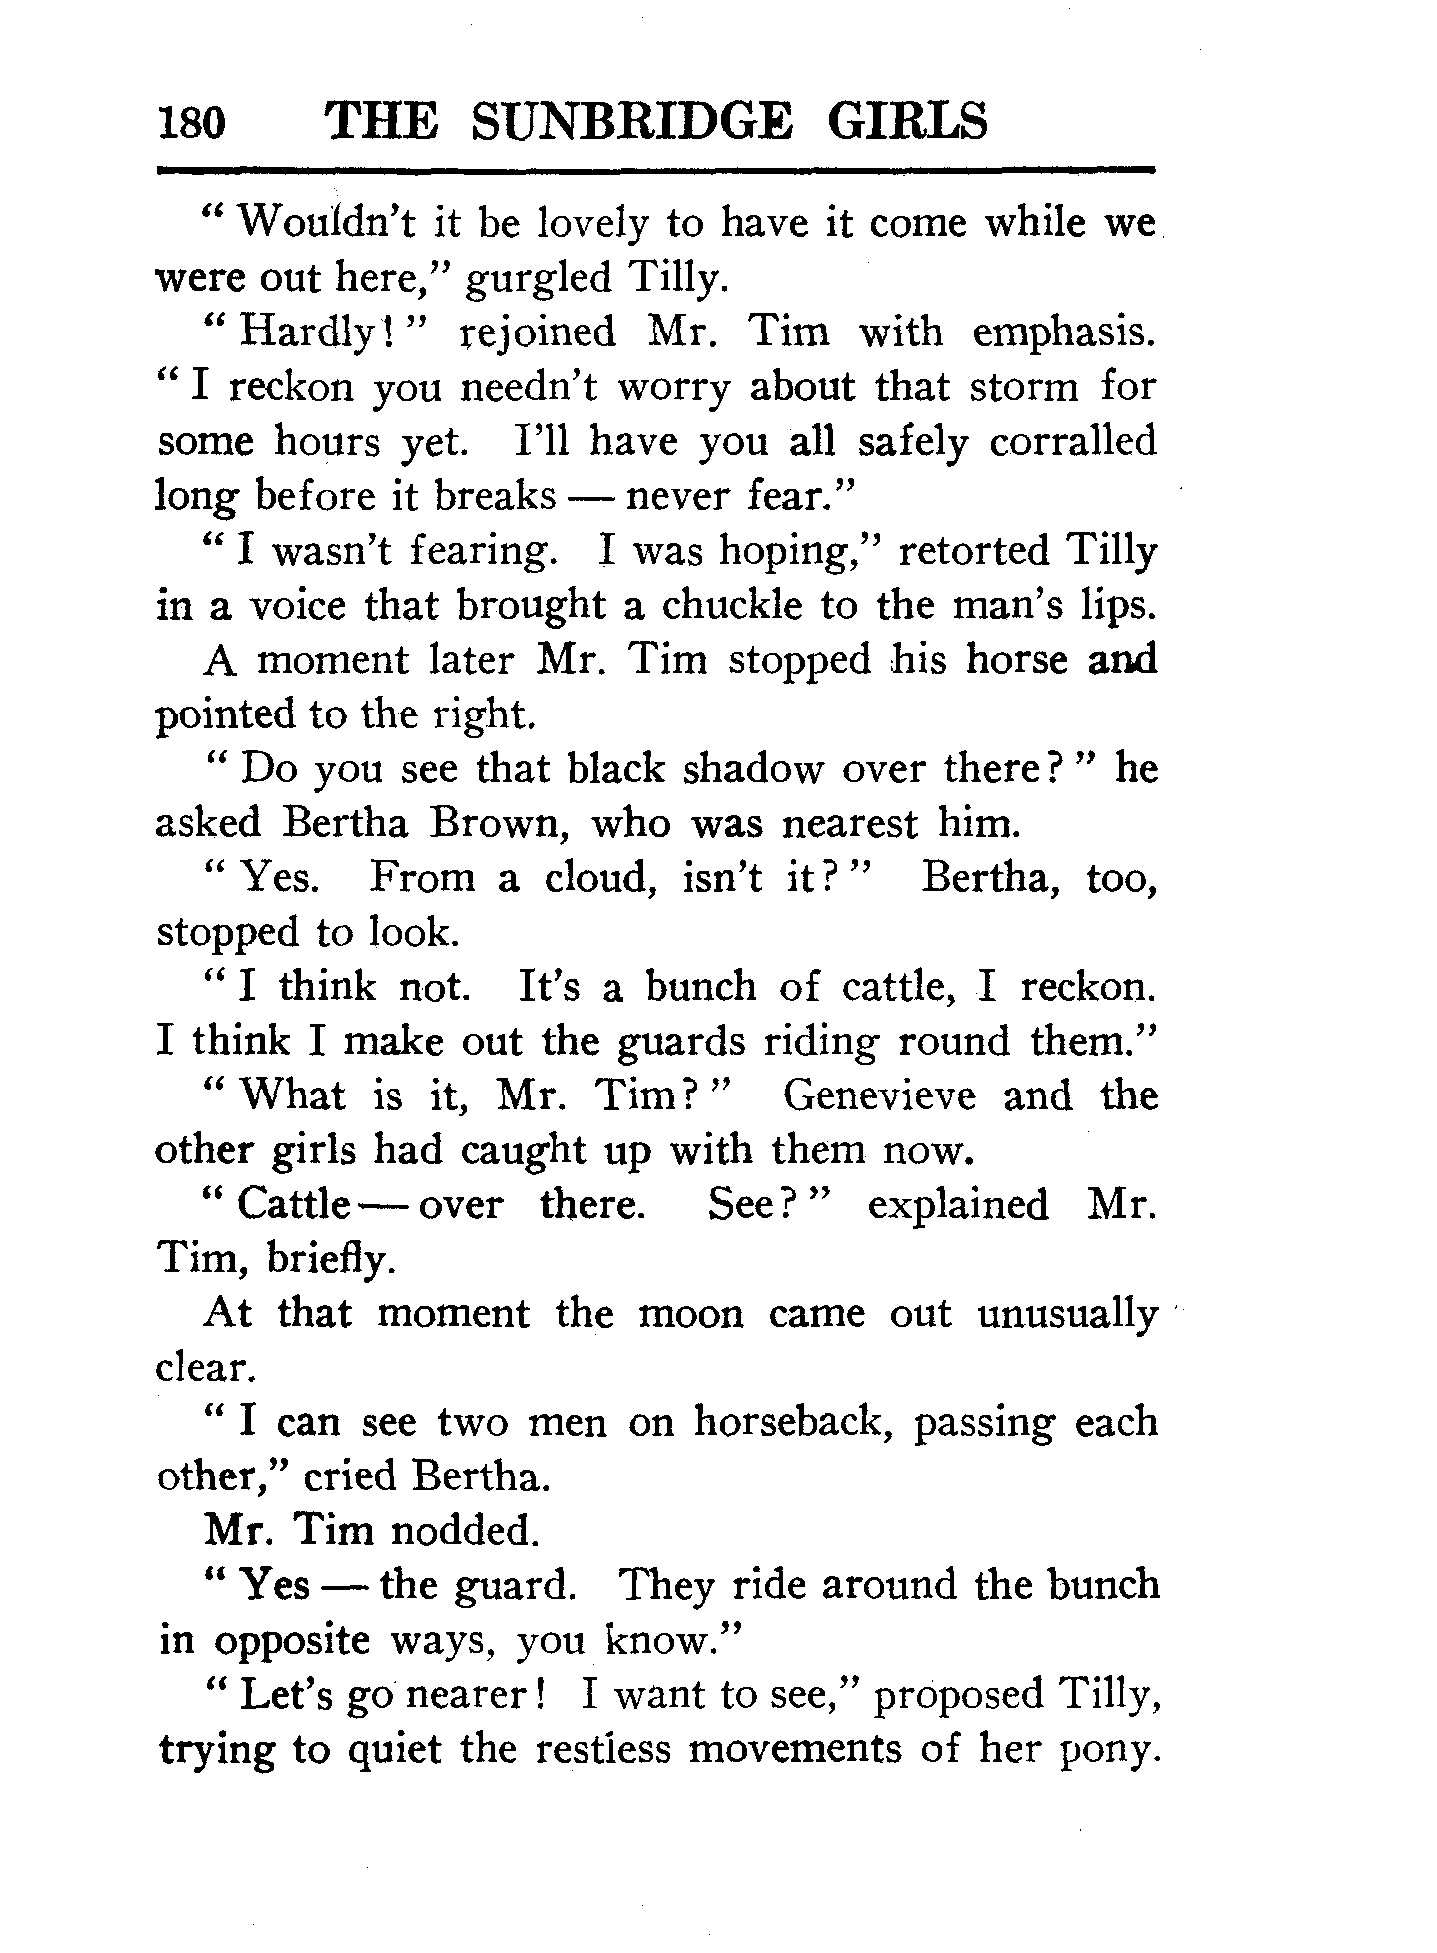 180 THE SUNBRIDGE GIRLS
“ Wouldn't it be lovely to have it come while we
were out here,” gurgled Tilly.
“ Hardly! ” rejoined Mr. Tim with emphasis.
“ I reckon you needn't worry about that storm for
some hours yet. I'll have you all safely corralled
long before it breaks — never fear.”
“ I wasn't fearing. I was hoping,” retorted Tilly
in a voice that brought a chuckle to the man's lips.
A moment later Mr. Tim stopped his horse and
pointed to the right.
“ Do you see that black shadow over there? ” he
asked Bertha Brown, who was nearest him.
“ Yes. From a cloud, isn't it? ” Bertha, too,
stopped to look.
“ I think not. It's a bunch of cattle, I reckon.
I think I make out the guards riding round them.”
“ What is it, Mr. Tim? ” Genevieve and the
other girls had caught up with them now.
“ Cattle — over there. See? ” explained Mr.
Tim, briefly.
At that moment the moon came out unusually
clear.
“ I can see two men on horseback, passing each
other,” cried Bertha.
Mr. Tim nodded.
“ Yes — the guard. They ride around the bunch
in opposite ways, you know.”
“ Let's go nearer! I want to see,” proposed Tilly,
trying to quiet the restless movements of her pony.